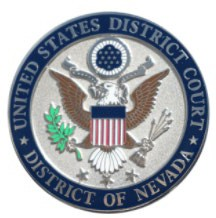 UNITED STATES DISTRICT COURT
DISTRICT OF NEVADA